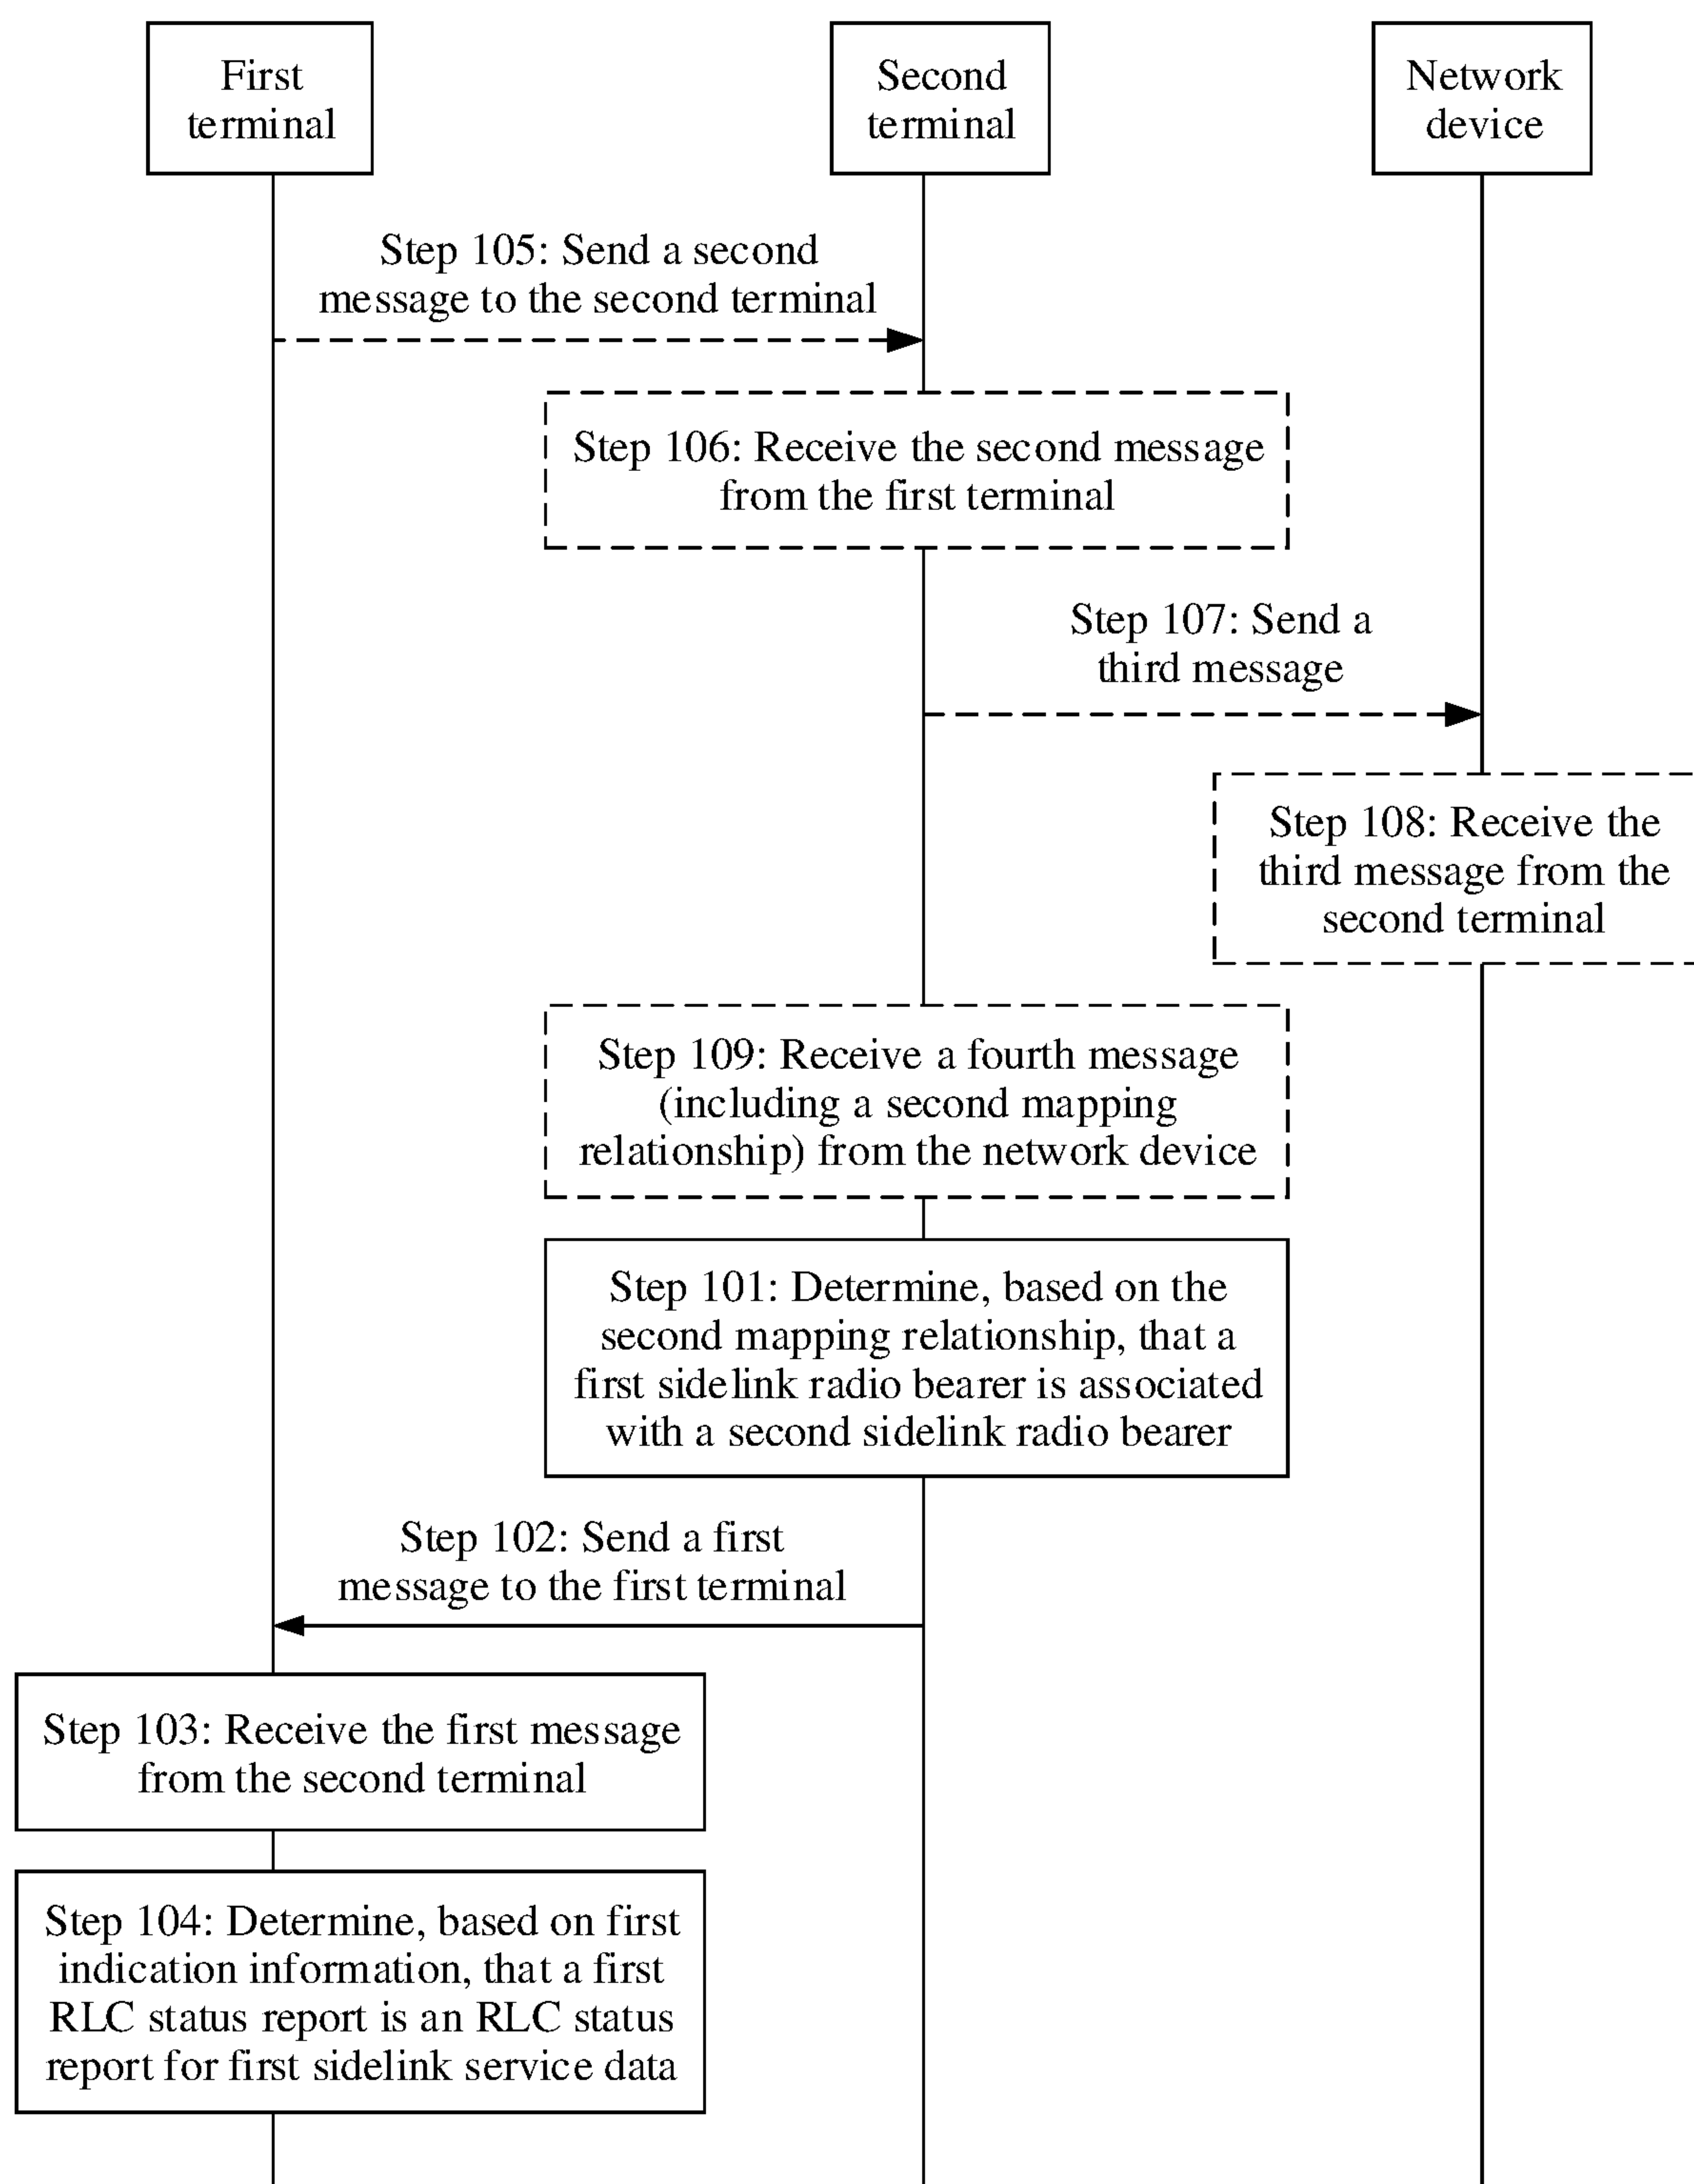 First
terminal
Second
terminal
Network
device
Step 105: Send a second
message to the second terminal
Step 106: Receive the second message
from the first terminal
Step 107: Send a
third message
Step 108: Receive the
third message from the
second terminal
Step 109: Receive a fourth message
(including a second mapping
relationship) from the network device
Step 101: Determine, based on the
second mapping relationship, that a
first sidelink radio bearer is associated
with a second sidelink radio bearer
Step 102: Send a first
message to the first terminal
Step 103: Receive the first message
from the second terminal
Step 104: Determine, based on first
indication information, that a first
RLC status report is an RLC status
report for first sidelink service data